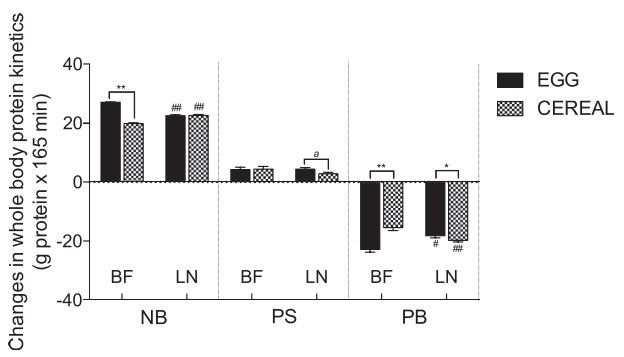 Changes in whole body protein kinetics
(g protein x 165 min)
40
20
0
-20
-40
** ## ## a ** *
# ##
BF LN BF LN BF LN
NB PS PB
EGG
CEREAL